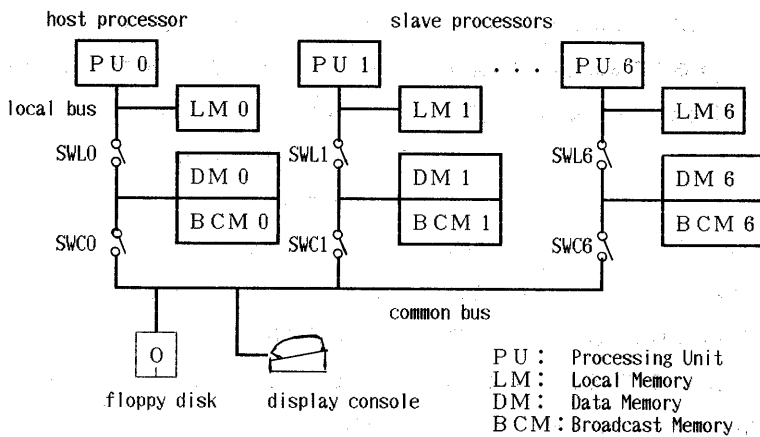 host processor
slave processors
PU 0
PU 1
. . .
PU 6
local bus
LM 0
LM 1
LM 6
SWL0
SWL1
SWL6
DM 0
DM 1
DM 6
BCM 0
BCM 1
BCM 6
SWC0
SWC1
SWC6
common bus
floppy disk
display console
PU: Processing Unit
LM: Local Memory
DM: Data Memory
BCM: Broadcast Memory